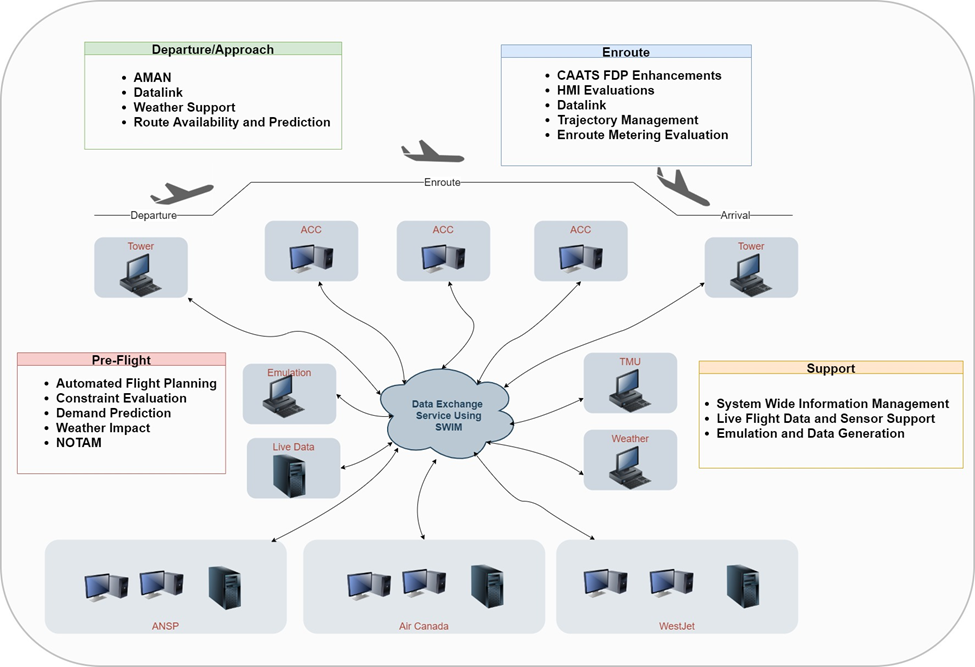 Departure/Approach
• AMAN
• Datalink
• Weather Support
• Route Availability and Prediction
Enroute
• CAATS FDP Enhancements
• HMI Evaluations
• Datalink
• Trajectory Management
• Enroute Metering Evaluation
Departure
Enroute
Arrival
Tower
ACC
ACC
ACC
Tower
Pre-Flight
• Automated Flight Planning
• Constraint Evaluation
• Demand Prediction
• Weather Impact
• NOTAM
Emulation
Live Data
Data Exchange
Service Using
SWIM
TMU
Weather
Support
• System Wide Information Management
• Live Flight Data and Sensor Support
• Emulation and Data Generation
ANSP
Air Canada
WestJet